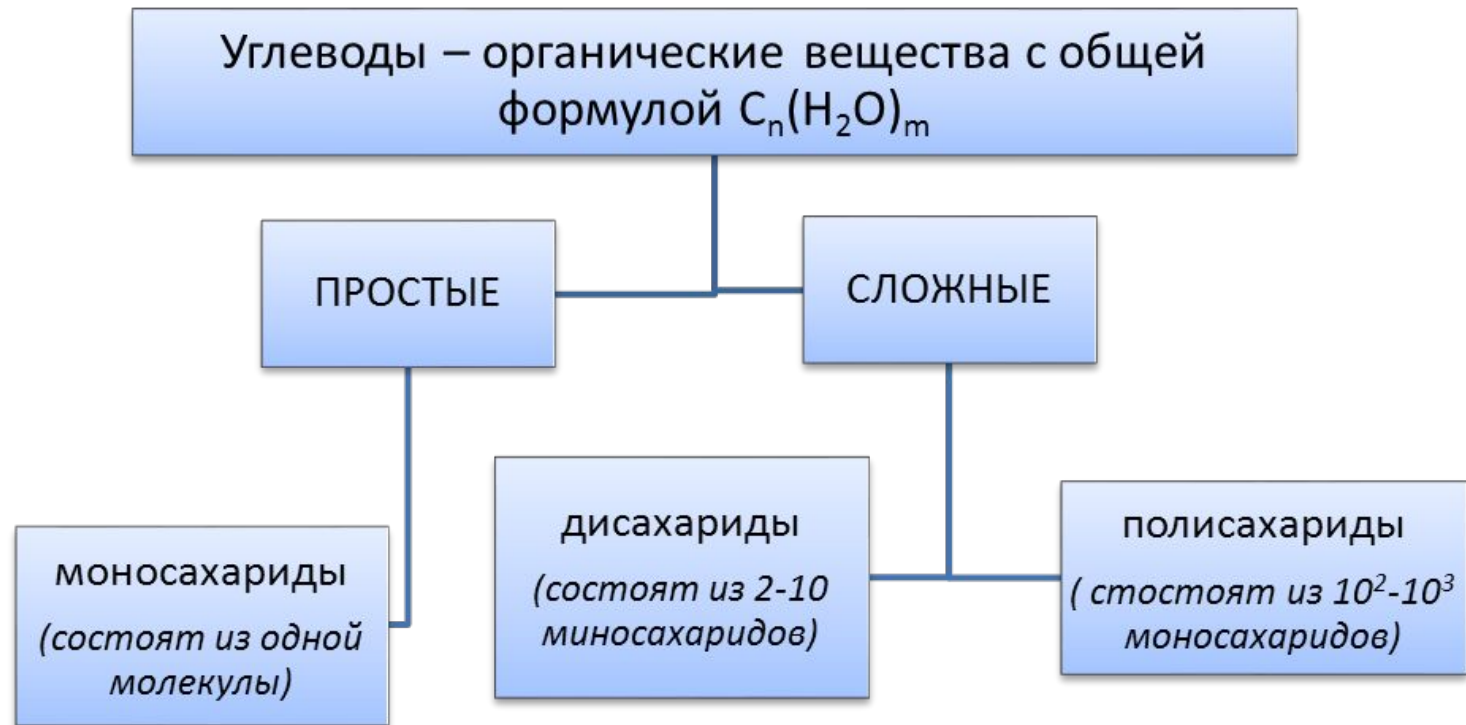 Углеводы – органические вещества с общей
формулой Cₙ(H₂O)ₘ
ПРОСТЫЕ
СЛОЖНЫЕ
моносахариды
(состоят из одной
молекулы)
дисахариды
(состоят из 2-10
миносахаридов)
полисахариды
( стостоят из 10²-10³
моносахаридов)